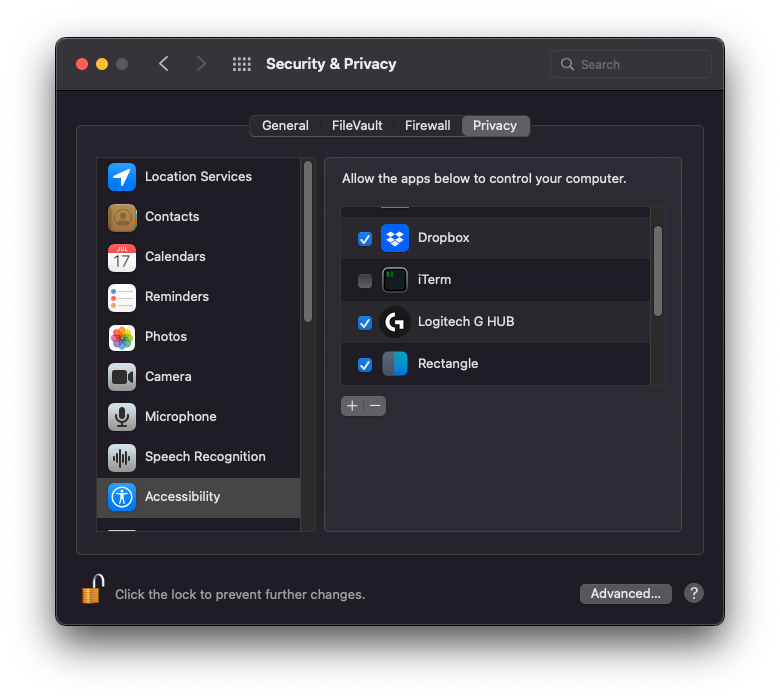 Security & Privacy
Search
General
FileVault
Firewall
Privacy
Location Services
Contacts
JUL
17
Calendars
Reminders
Photos
Camera
Microphone
Speech Recognition
Accessibility
Allow the apps below to control your computer.
Dropbox
iTerm
Logitech G HUB
Rectangle
+ −
Click the lock to prevent further changes.
Advanced...
?